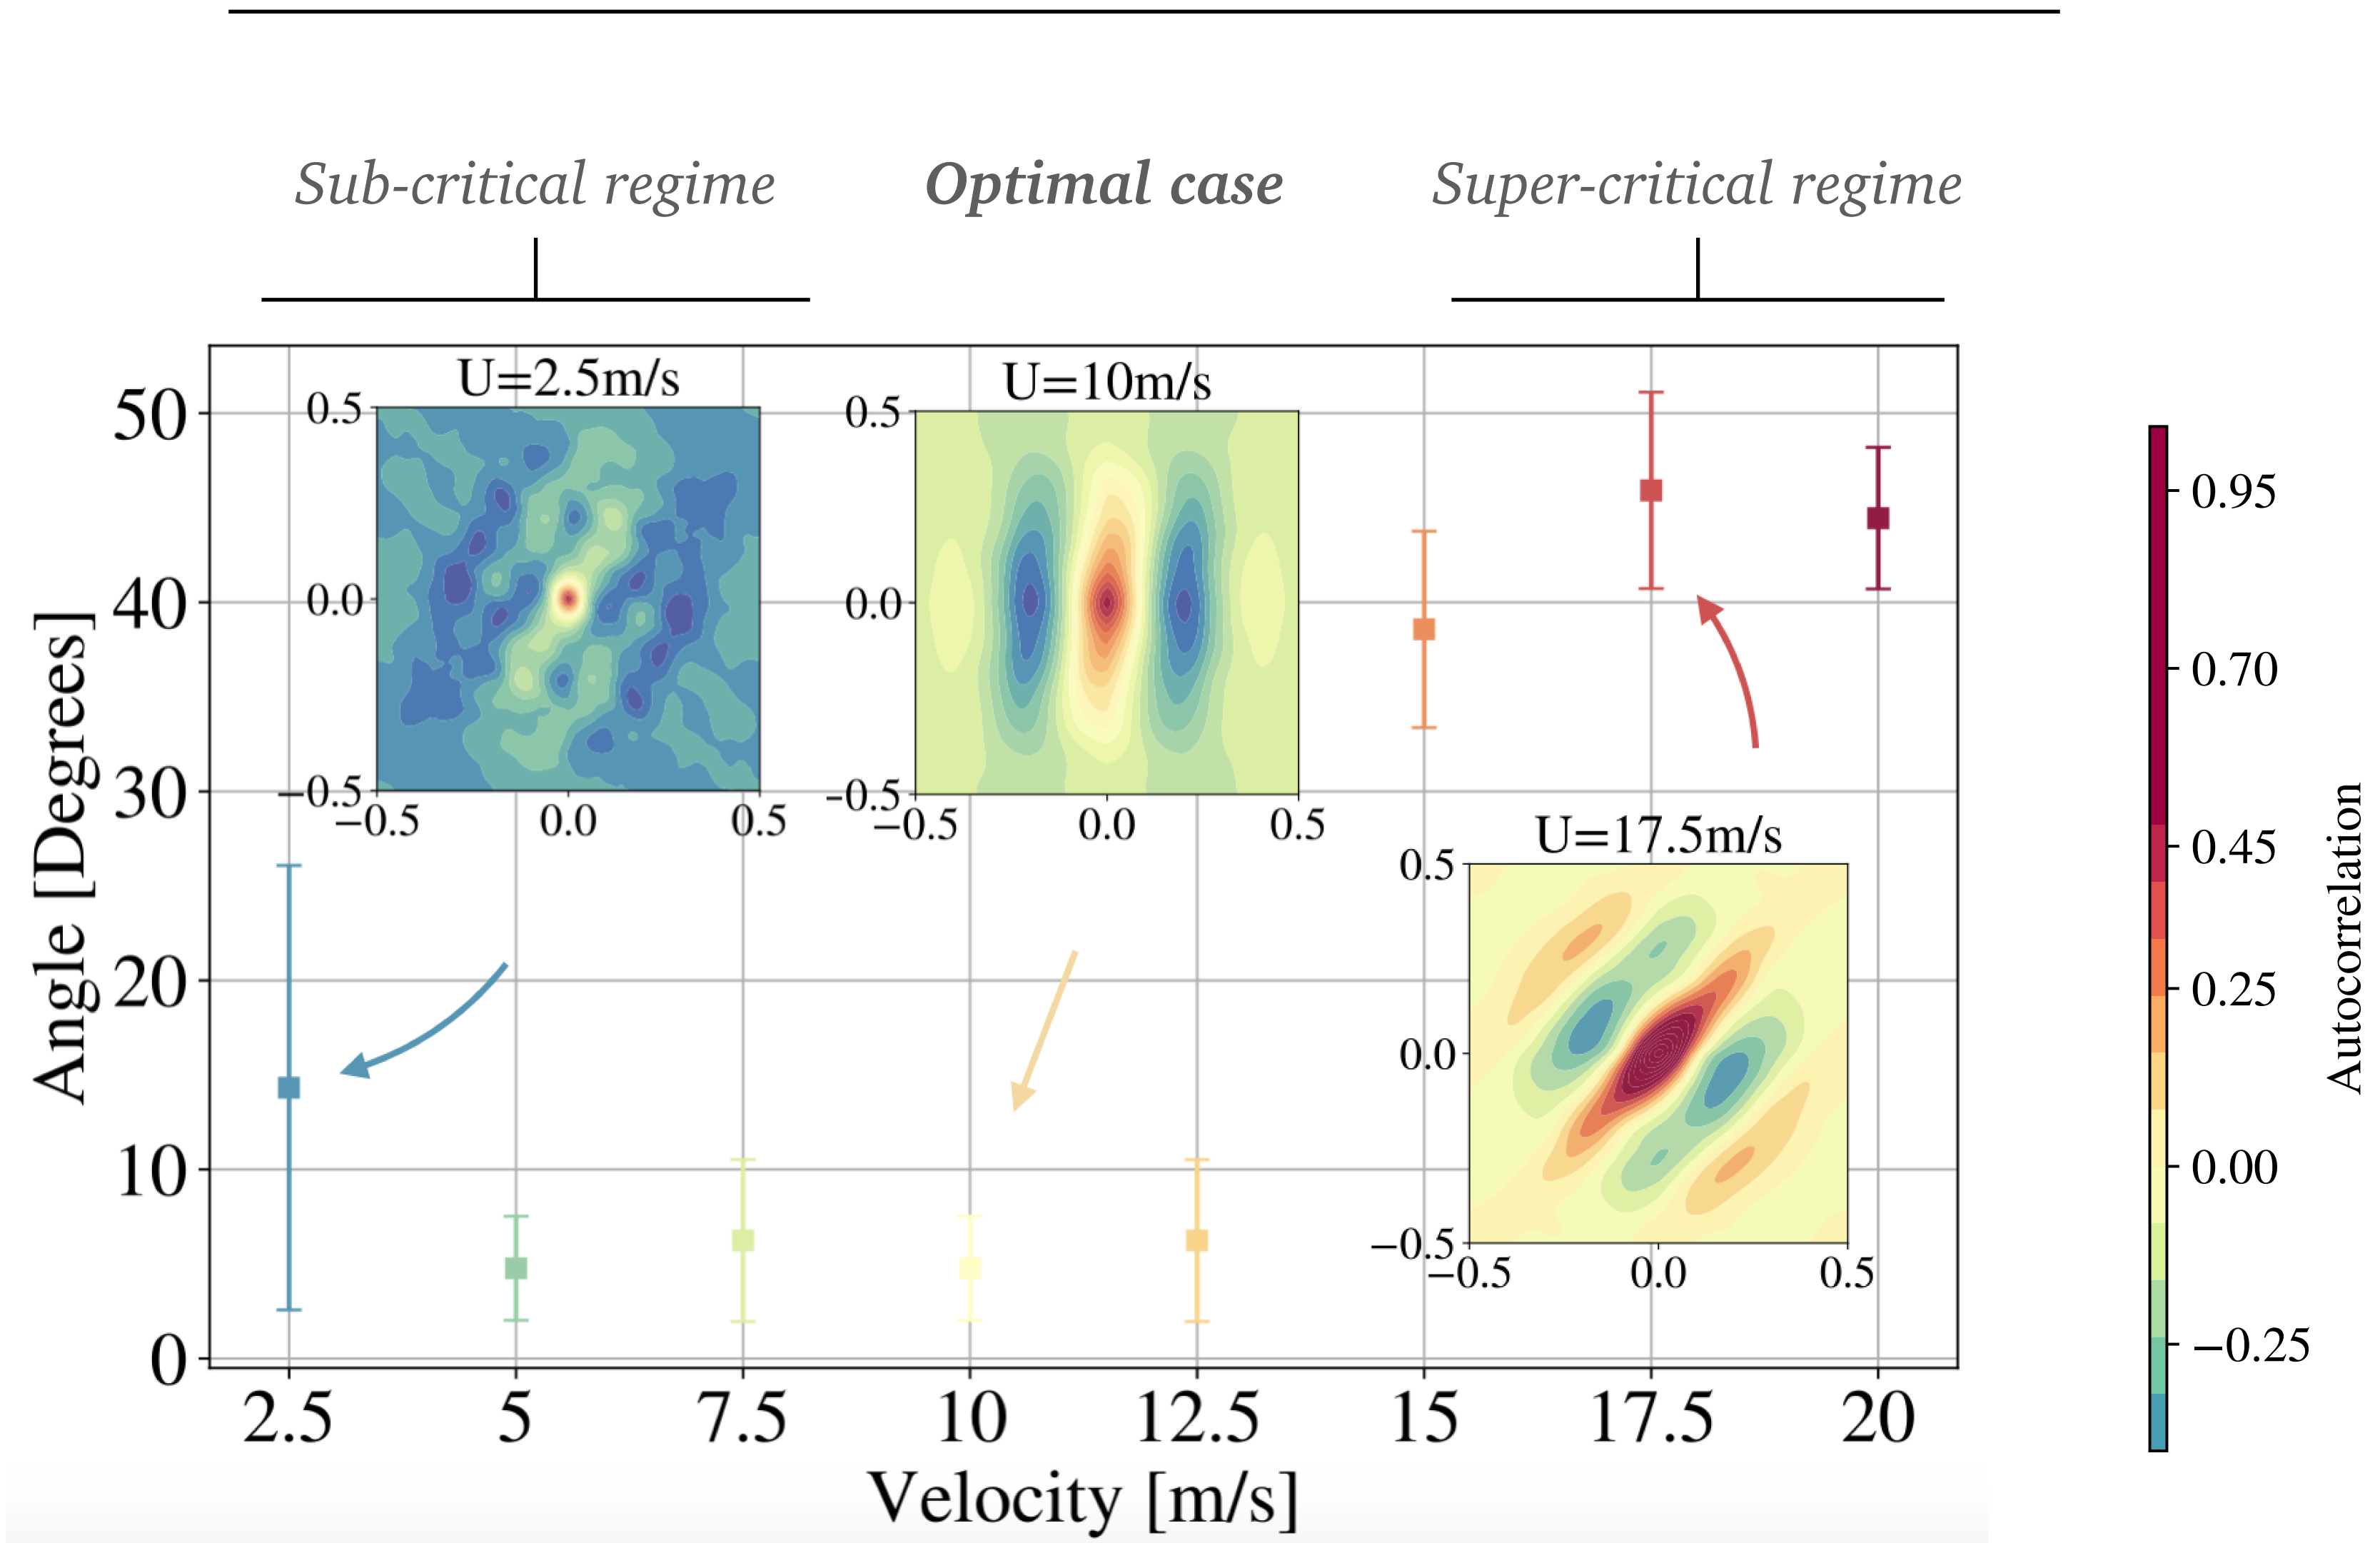 Sub-critical regime
Optimal case
Super-critical regime
U=2.5m/s
0.5
0.0
−0.5
−0.5 0.0 0.5
U=10m/s
0.5
0.0
−0.5
−0.5 0.0 0.5
U=17.5m/s
0.5
0.0
−0.5
−0.5 0.0 0.5
Angle [Degrees]
50
40
30
20
10
0
2.5 5 7.5 10 12.5 15 17.5 20
Velocity [m/s]
0.95
0.70
0.45
0.25
0.00
−0.25
Autocorrelation